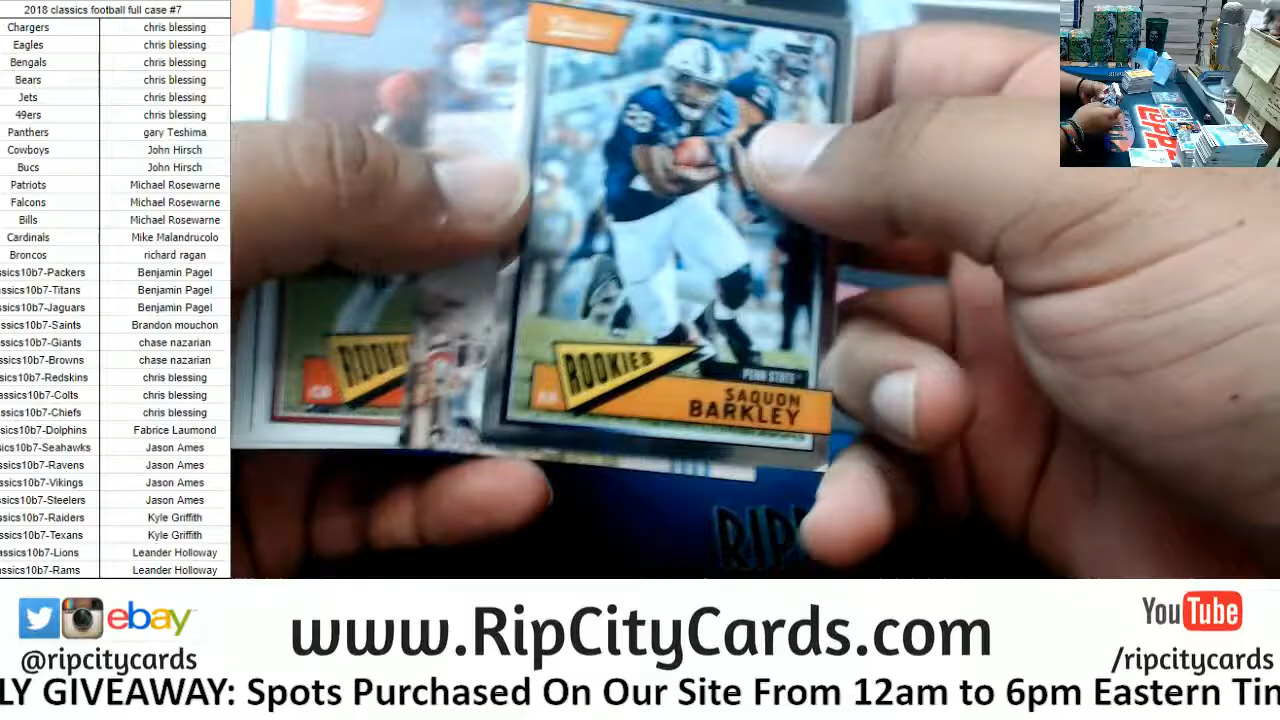 2018 classics football full case #7
Chargers chris blessing
Eagles chris blessing
Bengals chris blessing
Bears chris blessing
Jets chris blessing
49ers chris blessing
Panthers gary Teshima
Cowboys John Hirsch
Bucs John Hirsch
Patriots Michael Rosewarne
Falcons Michael Rosewarne
Bills Michael Rosewarne
Cardinals Mike Malandrucolo
Broncos richard ragan
ssics10b7-Packers Benjamin Pagel
ssics10b7-Titans Benjamin Pagel
ssics10b7-Jaguars Benjamin Pagel
ssics10b7-Saints Brandon mouchon
ssics10b7-Giants chase nazarian
ssics10b7-Browns chase nazarian
ssics10b7-Redskins chris blessing
ssics10b7-Colts chris blessing
ssics10b7-Chiefs chris blessing
ssics10b7-Dolphins Fabrice Laumond
sics10b7-Seahawks Jason Ames
ssics10b7-Ravens Jason Ames
ssics10b7-Vikings Jason Ames
ssics10b7-Steelers Jason Ames
ssics10b7-Raiders Kyle Griffith
ssics10b7-Texans Kyle Griffith
assics10b7-Lions Leander Holloway
assics10b7-Rams Leander Holloway
Classics
26
ROOKIES
PENN STATE
RB
SAQUON
BARKLEY
ROOKI
CB
RIP
ebay
@ripcitycards
www.RipCityCards.com
YouTube
/ripcitycards
LY GIVEAWAY: Spots Purchased On Our Site From 12am to 6pm Eastern Tin